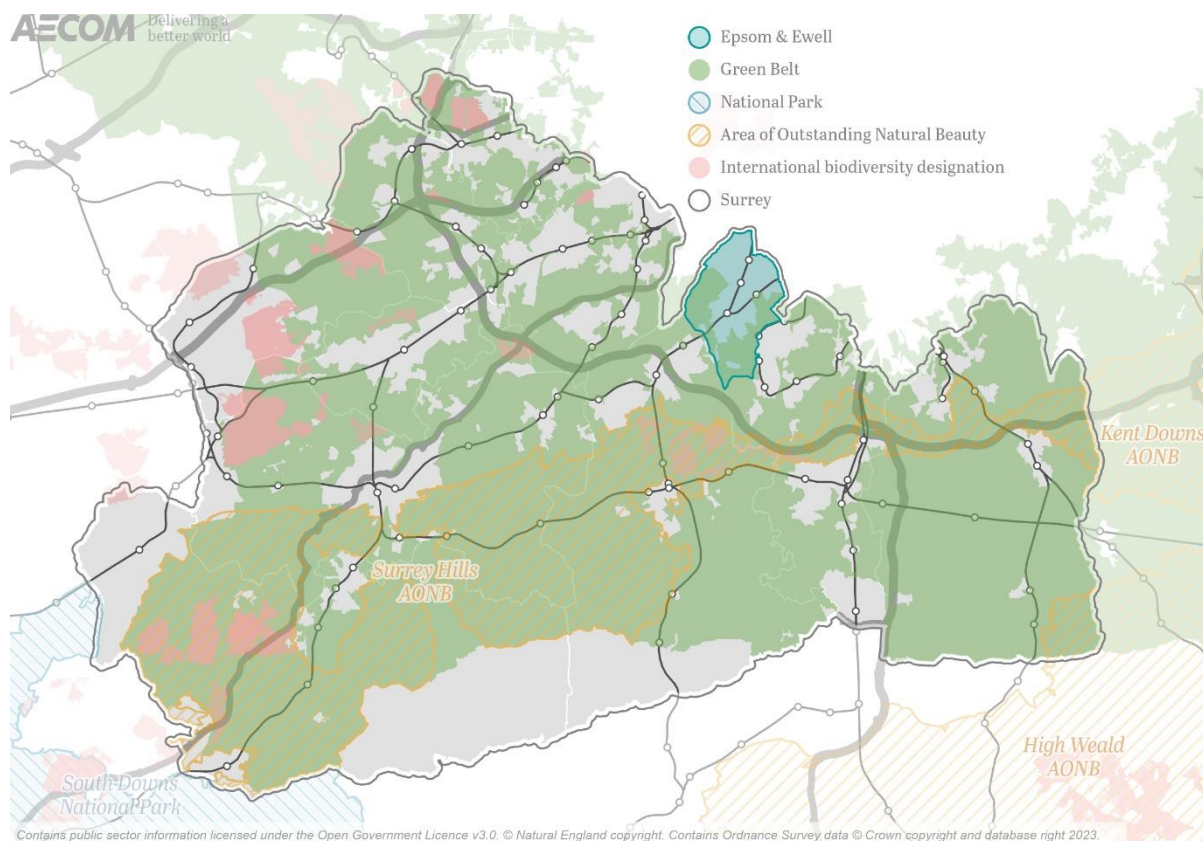 AECOM
Delivering a
better world
Epsom & Ewell
Green Belt
National Park
Area of Outstanding Natural Beauty
International biodiversity designation
Surrey
Kent Downs
AONB
Surrey Hills
AONB
High Weald
AONB
South Downs
National Park
Contains public sector information licensed under the Open Government Licence v3.0. © Natural England copyright. Contains Ordnance Survey data © Crown copyright and database right 2023.